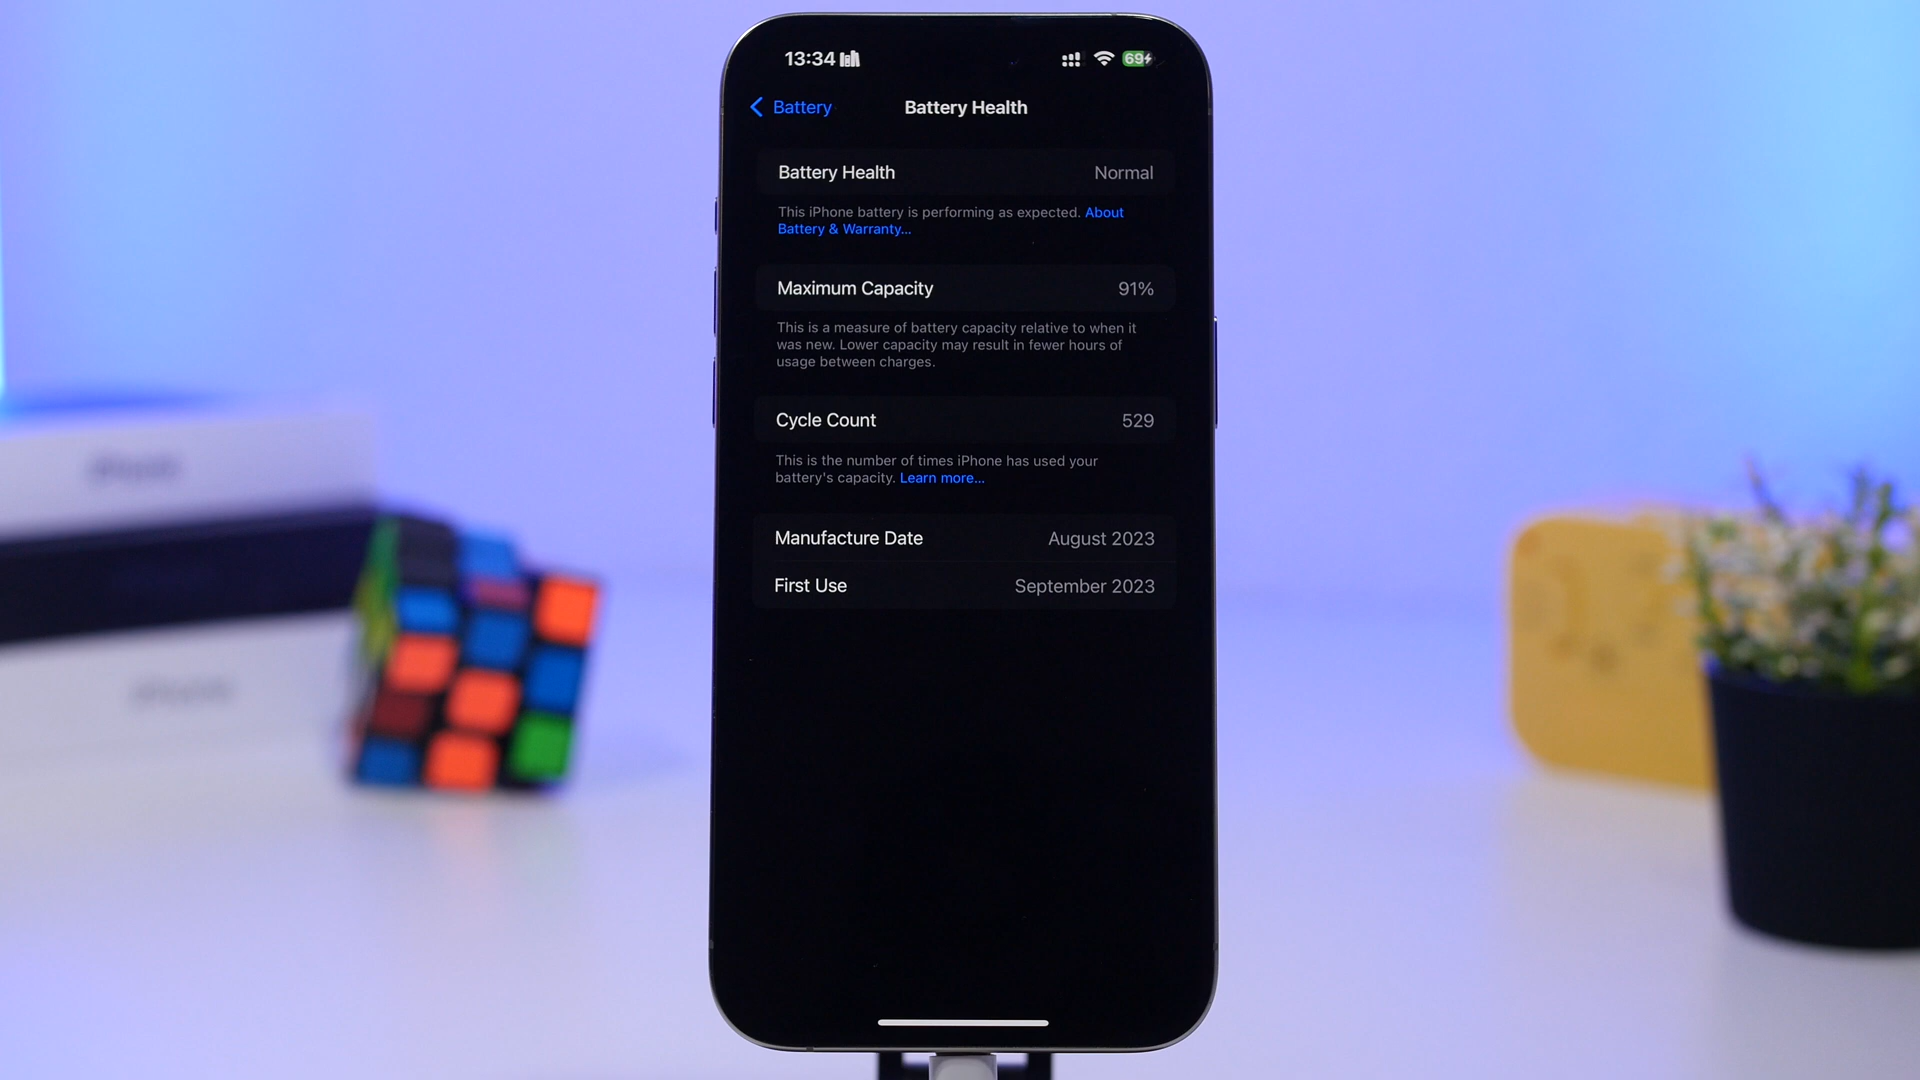 13:34
69
Battery
Battery Health
Battery Health
Normal
This iPhone battery is performing as expected. About
Battery & Warranty...
Maximum Capacity
91%
This is a measure of battery capacity relative to when it
was new. Lower capacity may result in fewer hours of
usage between charges.
Cycle Count
529
This is the number of times iPhone has used your
battery's capacity. Learn more...
Manufacture Date
August 2023
First Use
September 2023